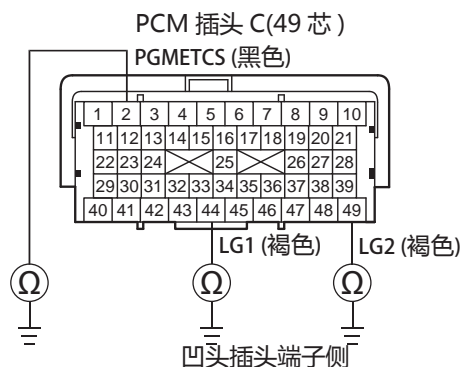 PCM 插头 C(49 芯 )
PGMETCS (黑色)
1 2 3 4 5 6 7 8 9 10
11 12 13 14 15 16 17 18 19 20 21
22 23 24 25 26 27 28
29 30 31 32 33 34 35 36 37 38 39
40 41 42 43 44 45 46 47 48 49
LG1 (褐色) LG2 (褐色)
Ω Ω Ω
凹头插头端子侧